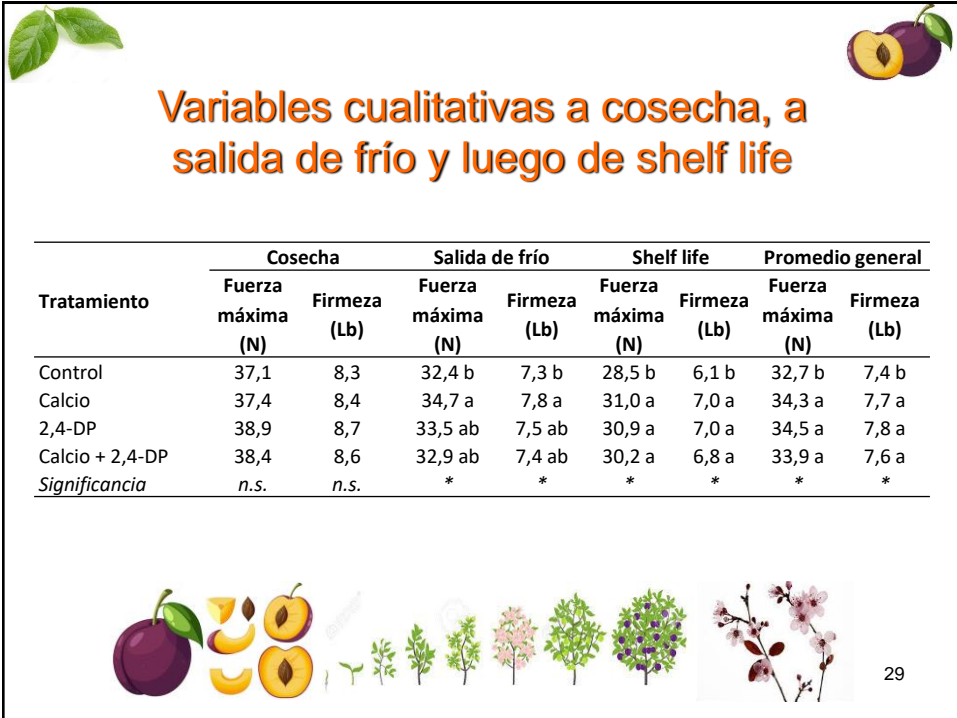 Variables cualitativas a cosecha, a
salida de frío y luego de shelf life
Cosecha Salida de frío Shelf life Promedio general
Tratamiento Fuerza máxima (N) Firmeza (Lb) Fuerza máxima (N) Firmeza (Lb) Fuerza máxima (N) Firmeza (Lb) Fuerza máxima (N) Firmeza (Lb)
Control 37,1 8,3 32,4 b 7,3 b 28,5 b 6,1 b 32,7 b 7,4 b
Calcio 37,4 8,4 34,7 a 7,8 a 31,0 a 7,0 a 34,3 a 7,7 a
2,4-DP 38,9 8,7 33,5 ab 7,5 ab 30,9 a 7,0 a 34,5 a 7,8 a
Calcio + 2,4-DP 38,4 8,6 32,9 ab 7,4 ab 30,2 a 6,8 a 33,9 a 7,6 a
Significancia n.s. n.s. * * * * * *
29